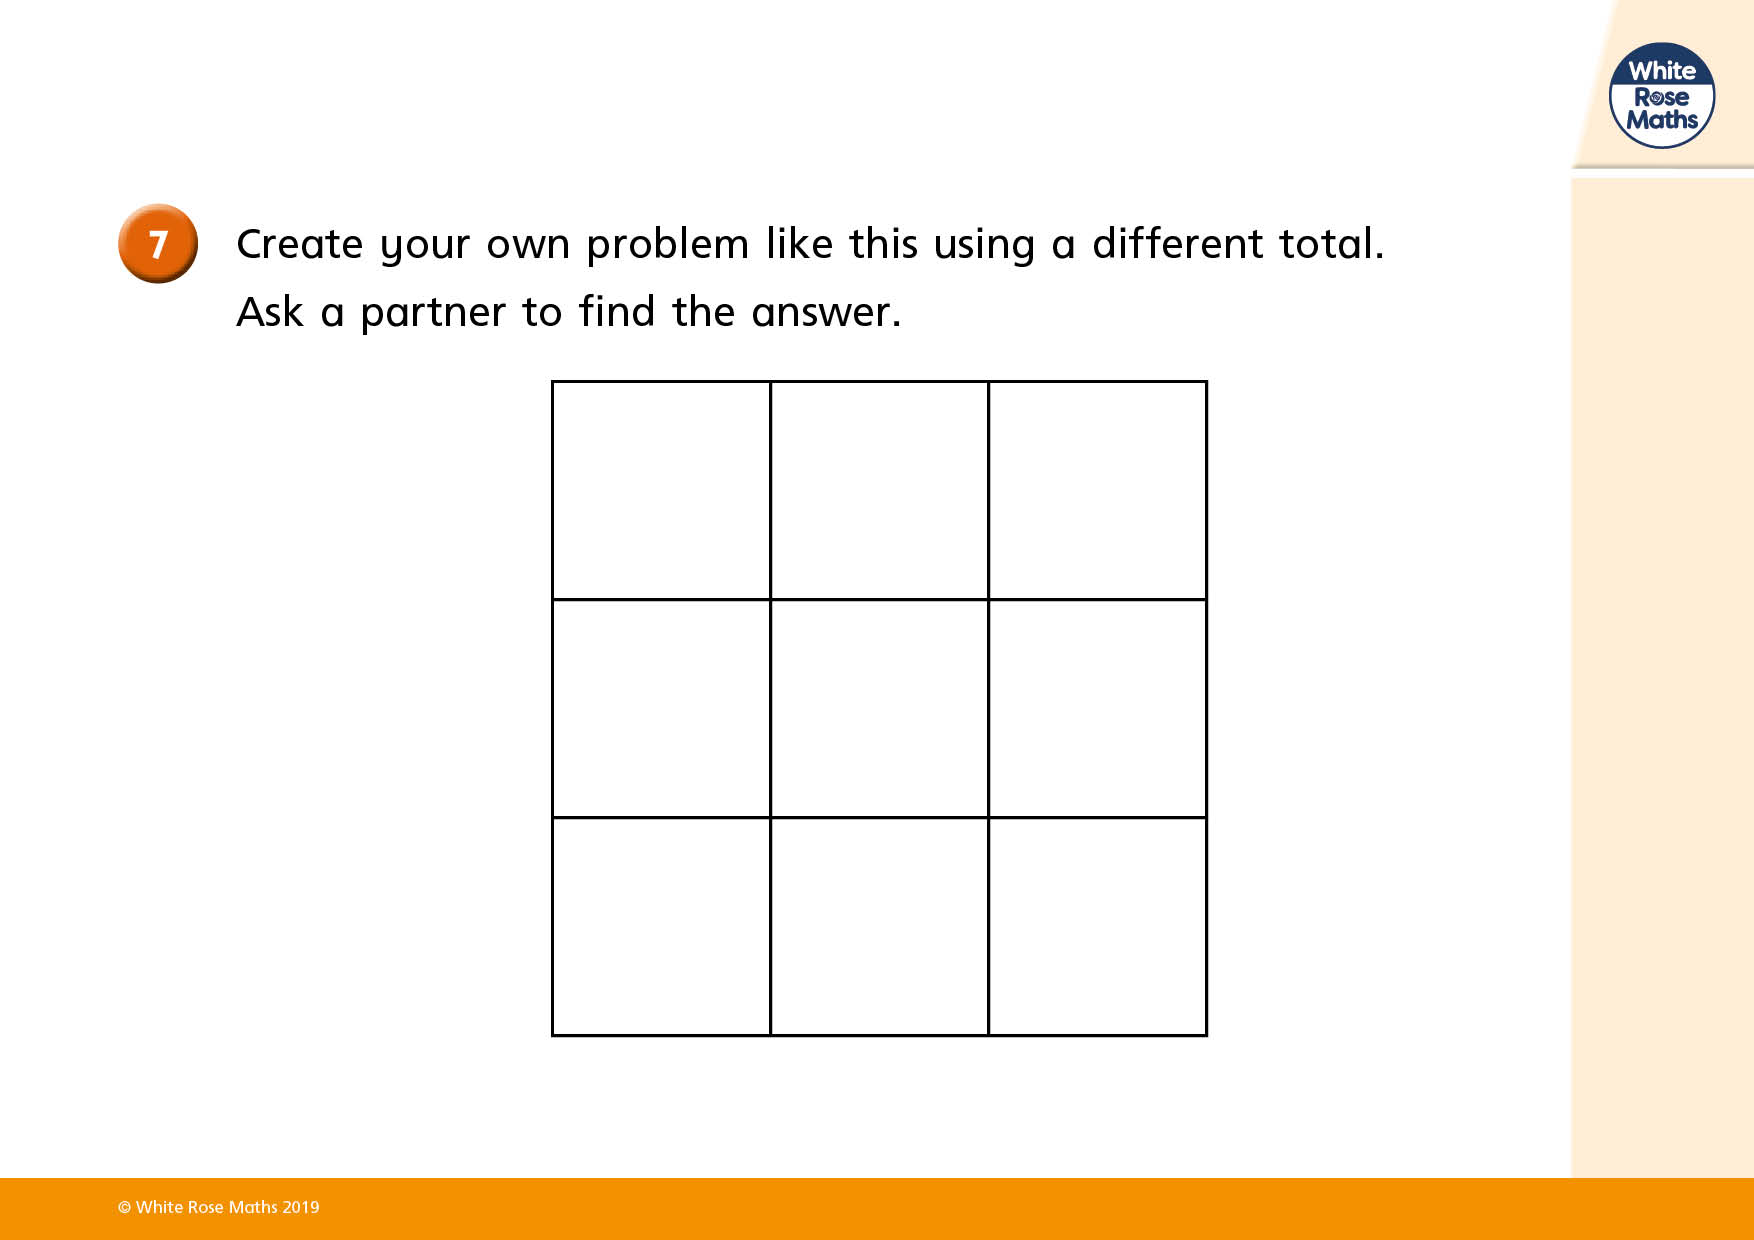 White
Rose
Maths
7 Create your own problem like this using a different total.
Ask a partner to find the answer.
© White Rose Maths 2019